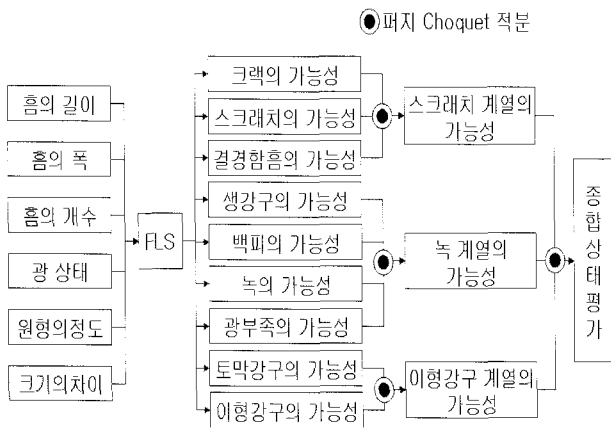 퍼지 Choquet 적분
흠의 길이
흠의 폭
흠의 개수
광 상태
원형의정도
크기의차이
FLS
크랙의 가능성
스크래치의 가능성
결경함흠의 가능성
생강구의 가능성
백피의 가능성
녹의 가능성
광부족의 가능성
토막강구의 가능성
이형강구의 가능성
스크래치 계열의
가능성
녹 계열의
가능성
이형강구 계열의
가능성
종합상태평가